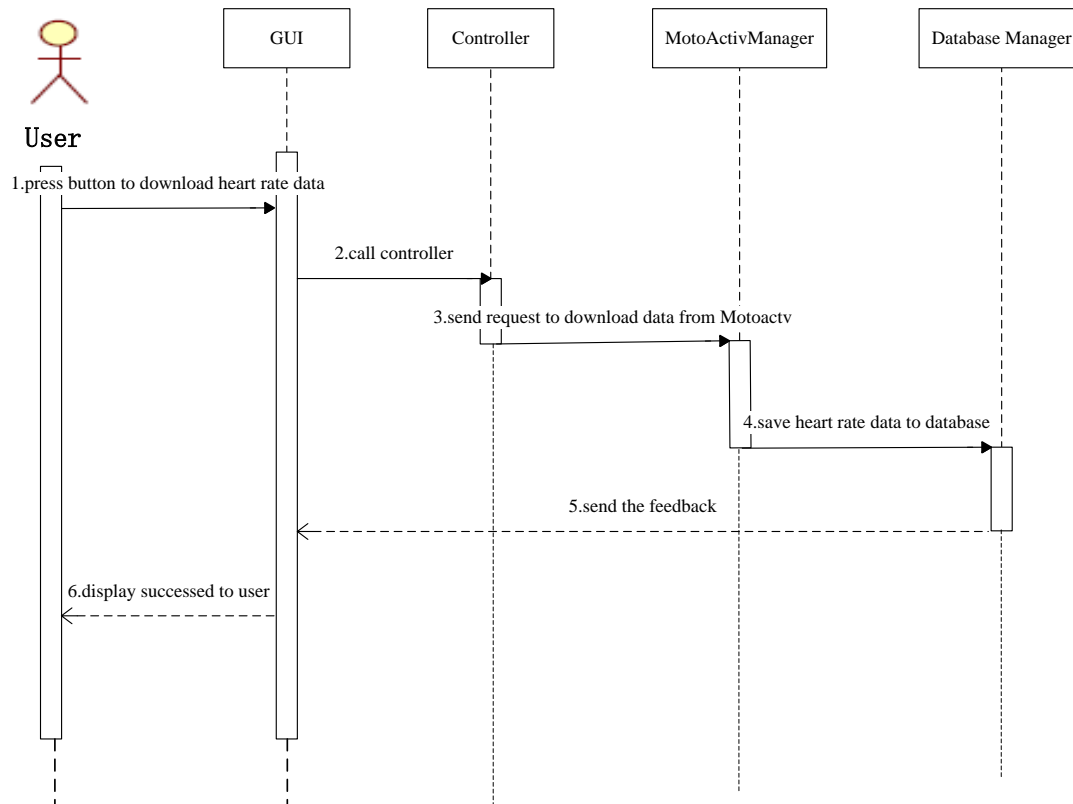 GUI
Controller
MotoActivManager
Database Manager
User
1.press button to download heart rate data
2.call controller
3.send request to download data from Motoactv
4.save heart rate data to database
5.send the feedback
6.display successed to user